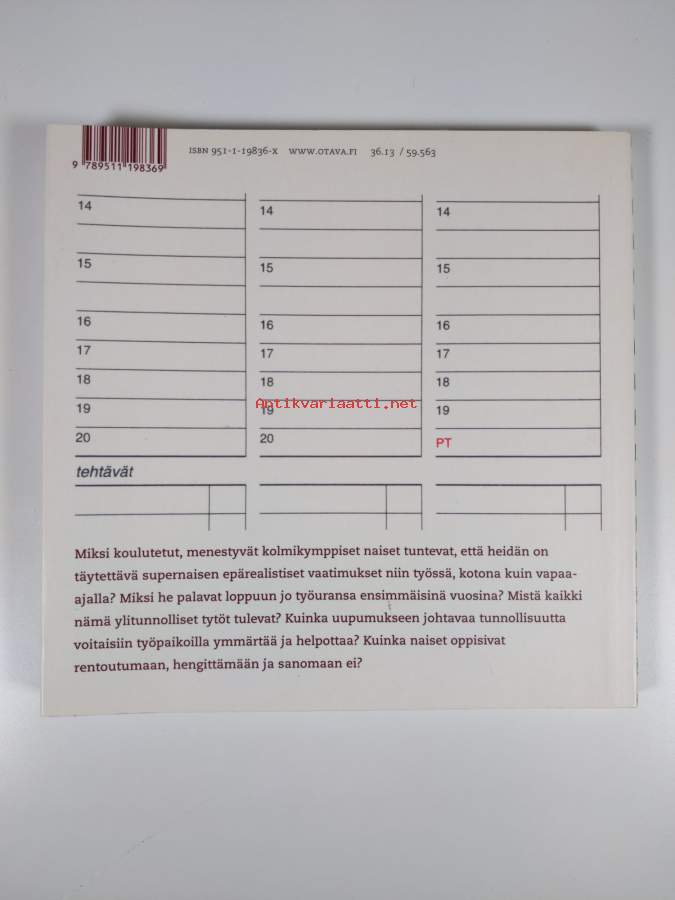 ISBN 951-1-19836-X WWW.OTAVA.FI 36.13 / 59.563
9 789511 198369
14 14 14
15 15 15
16 16 16
17 17 17
18 18 18
Antikvariaatti.net
19 19 19
20 20 PT
tehtävät
Miksi koulutetut, menestyvät kolmikymppiset naiset tuntevat, että heidän on
täytettävä supernaisen epärealistiset vaatimukset niin työssä, kotona kuin vapaa-
ajalla? Miksi he palavat loppuun jo työuransa ensimmäisinä vuosina? Mistä kaikki
nämä ylitunnolliset tytöt tulevat? Kuinka uupumukseen johtavaa tunnollisuutta
voitaisiin työpaikoilla ymmärtää ja helpottaa? Kuinka naiset oppisivat
rentoutumaan, hengittämään ja sanomaan ei?